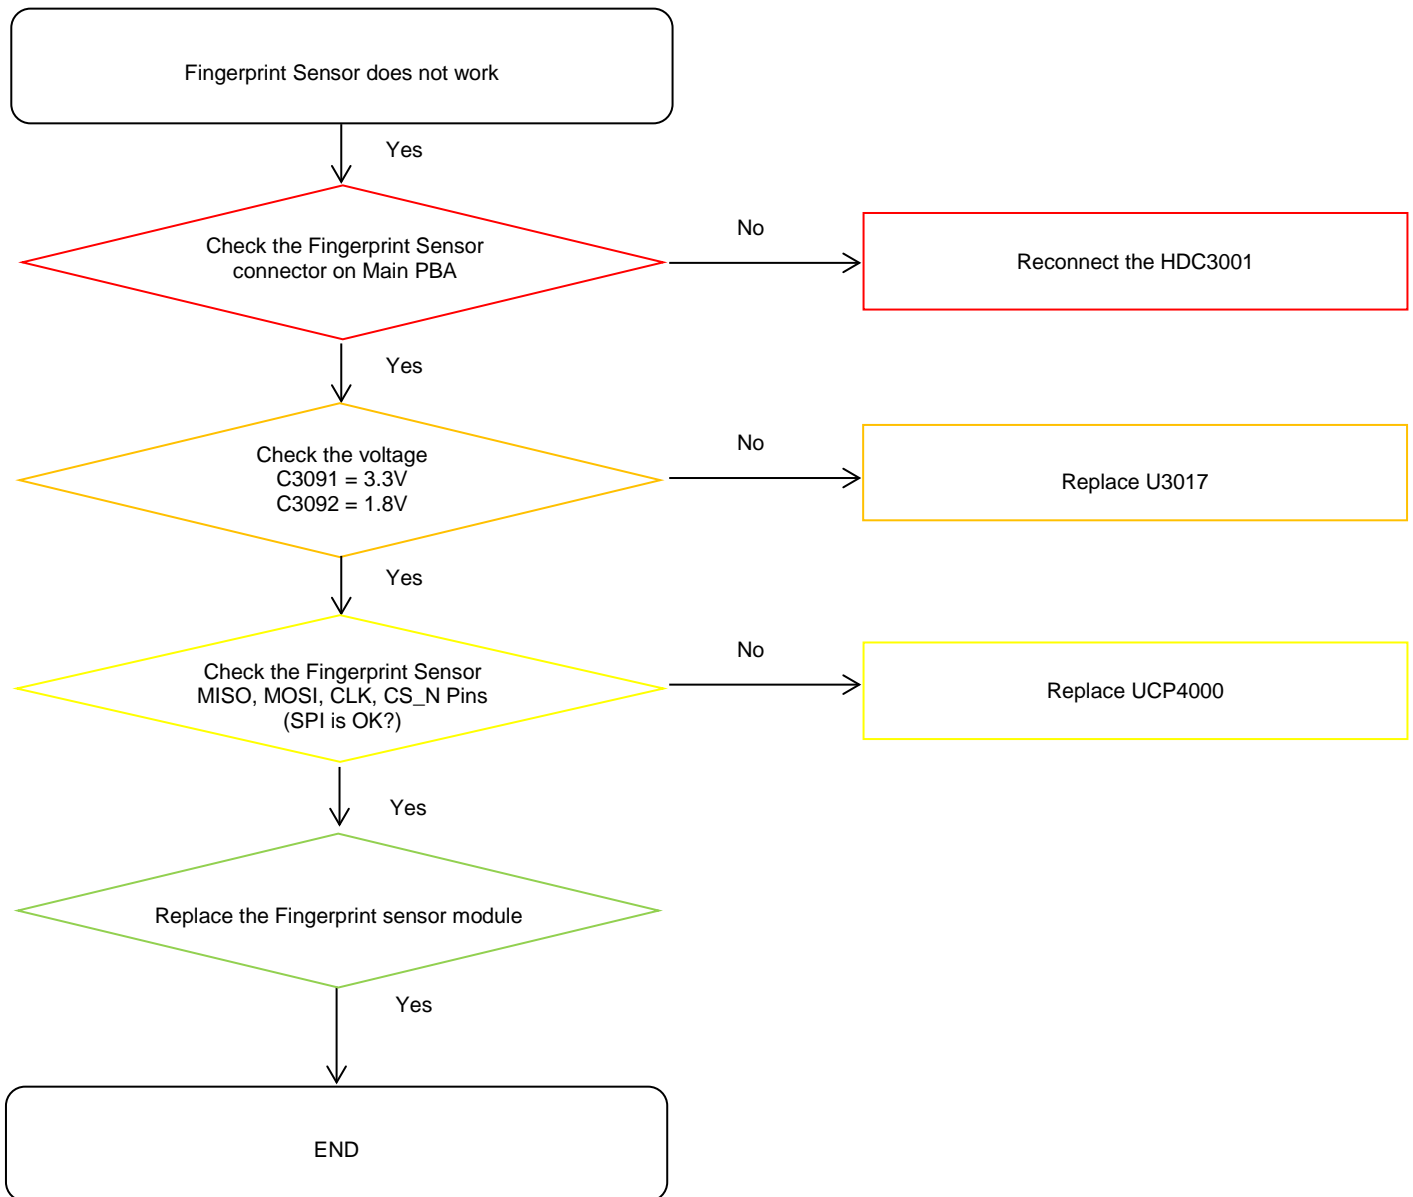 Fingerprint Sensor does not work
Yes
Check the Fingerprint Sensor
connector on Main PBA
No
Reconnect the HDC3001
Yes
Check the voltage
C3091 = 3.3V
C3092 = 1.8V
No
Replace U3017
Yes
Check the Fingerprint Sensor
MISO, MOSI, CLK, CS_N Pins
(SPI is OK?)
No
Replace UCP4000
Yes
Replace the Fingerprint sensor module
Yes
END